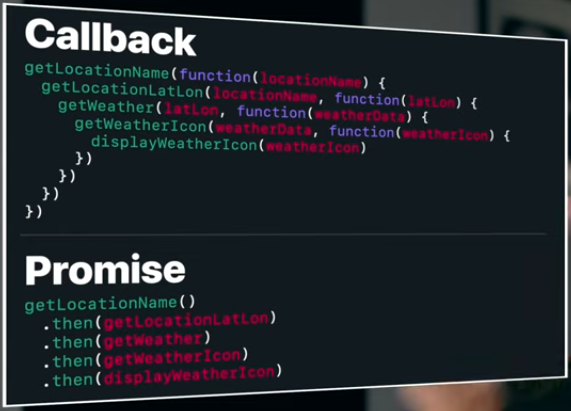 Callback
getLocationName(function(locationName) {
  getLocationLatLon(locationName, function(latLon) {
    getWeather(latLon, function(weatherData) {
      getWeatherIcon(weatherData, function(weatherIcon) {
        displayWeatherIcon(weatherIcon)
      })
    })
  })
})
Promise
getLocationName()
  .then(getLocationLatLon)
  .then(getWeather)
  .then(getWeatherIcon)
  .then(displayWeatherIcon)